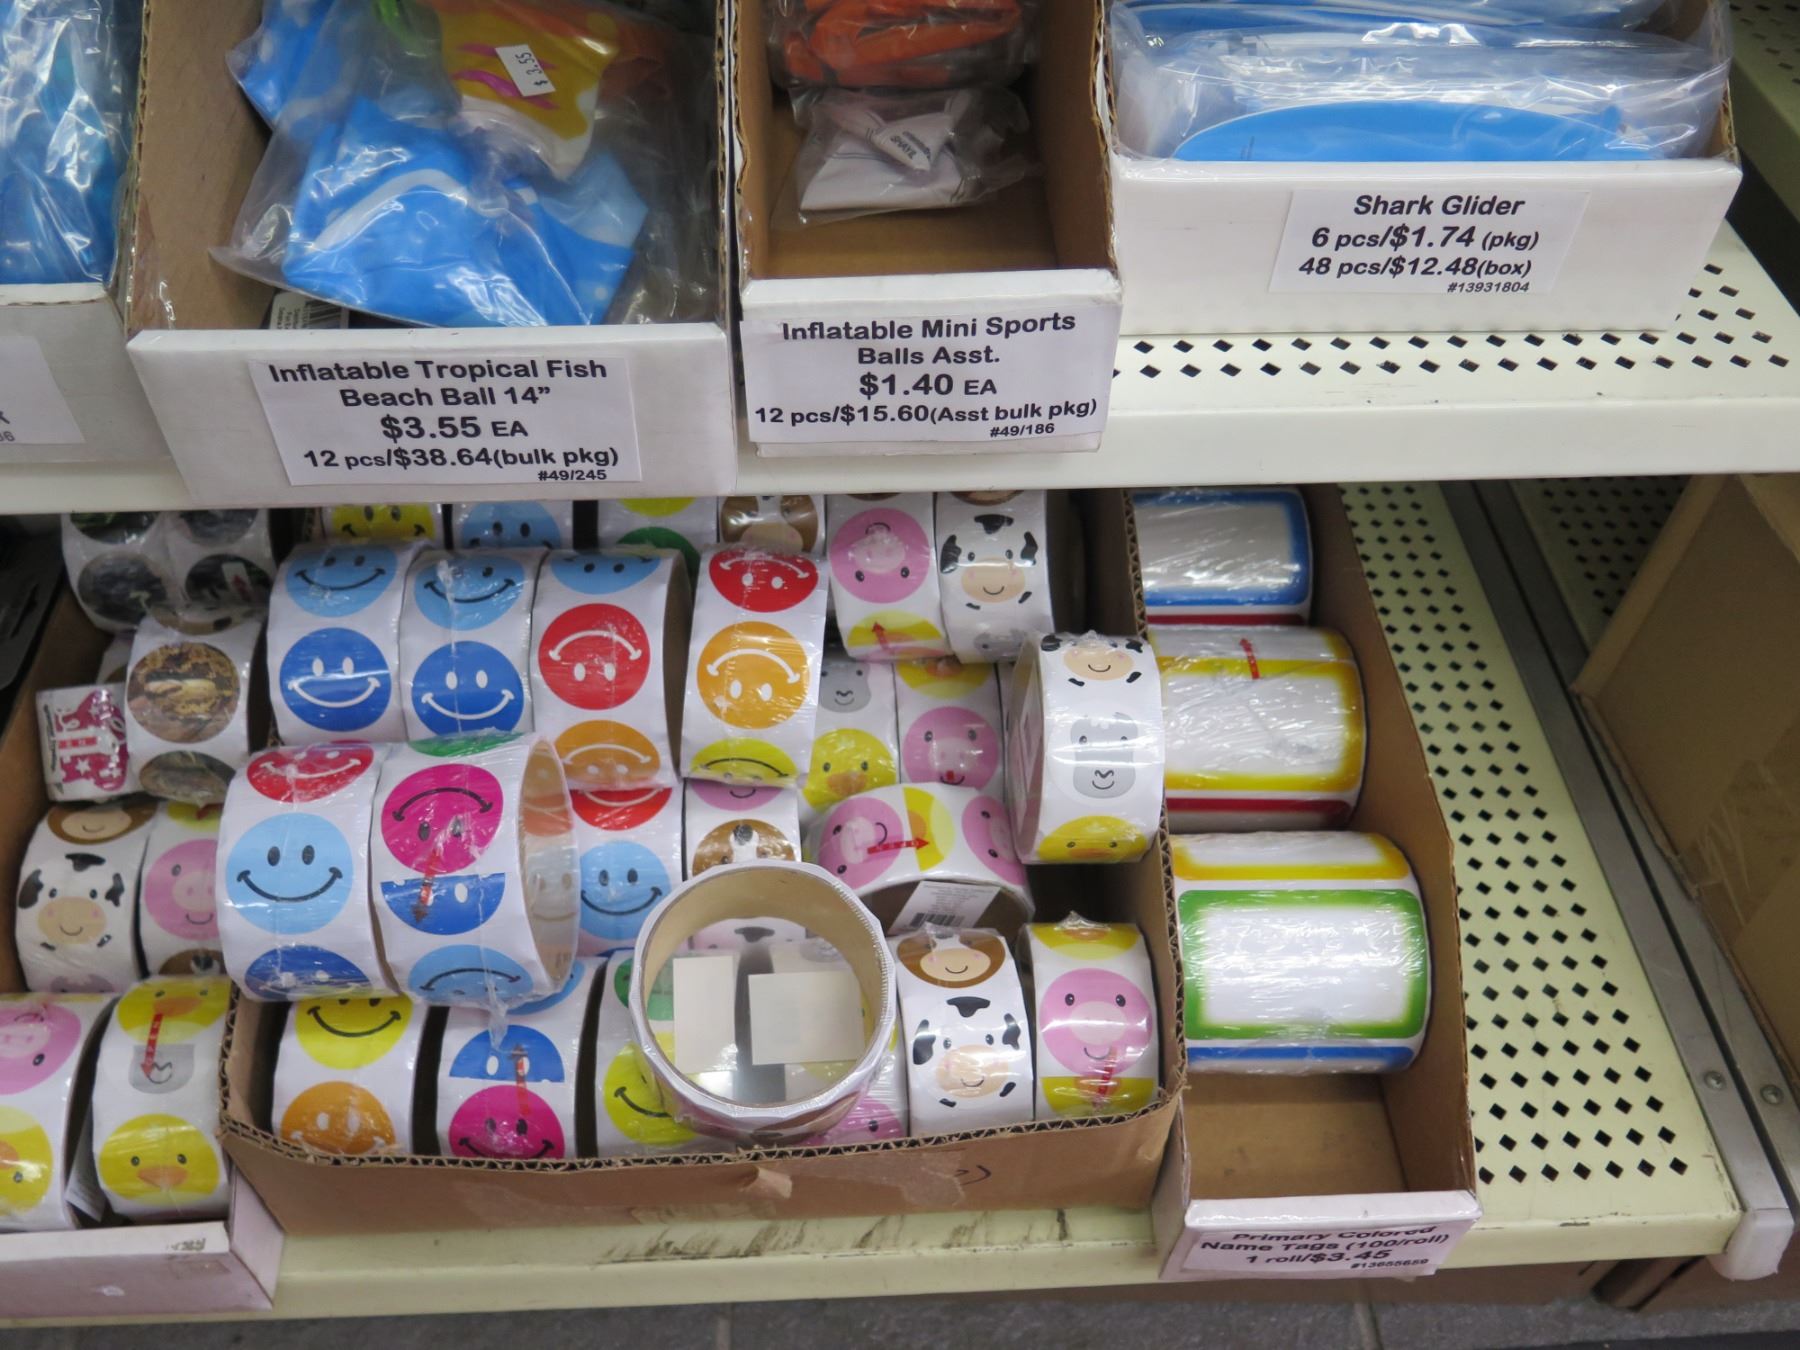 $3.55
Inflatable Tropical Fish
Beach Ball 14”
$3.55 EA
12 pcs/$38.64(bulk pkg)
#49/245
Inflatable Mini Sports
Balls Asst.
$1.40 EA
12 pcs/$15.60(Asst bulk pkg)
#49/186
Shark Glider
6 pcs/$1.74 (pkg)
48 pcs/$12.48(box)
#13931804
Primary Colored
Name Tags (100/roll)
1 roll/$3.45
#13655659